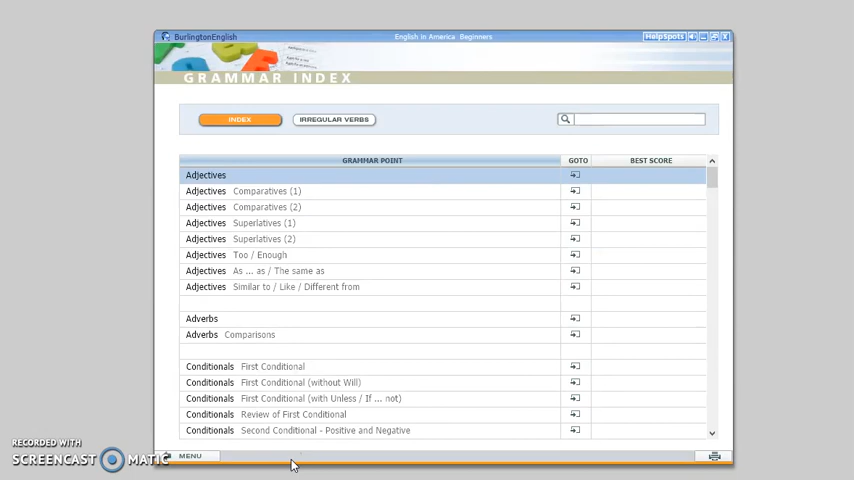 BurlingtonEnglish
English in America Beginners
HelpSpots
GRAMMAR INDEX
INDEX
IRREGULAR VERBS
GRAMMAR POINT GOTO BEST SCORE
Adjectives
Adjectives Comparatives (1)
Adjectives Comparatives (2)
Adjectives Superlatives (1)
Adjectives Superlatives (2)
Adjectives Too / Enough
Adjectives As ... as / The same as
Adjectives Similar to / Like / Different from
Adverbs
Adverbs Comparisons
Conditionals First Conditional
Conditionals First Conditional (without Will)
Conditionals First Conditional (with Unless / If ... not)
Conditionals Review of First Conditional
Conditionals Second Conditional - Positive and Negative
MENU
RECORDED WITH
SCREENCAST MATIC